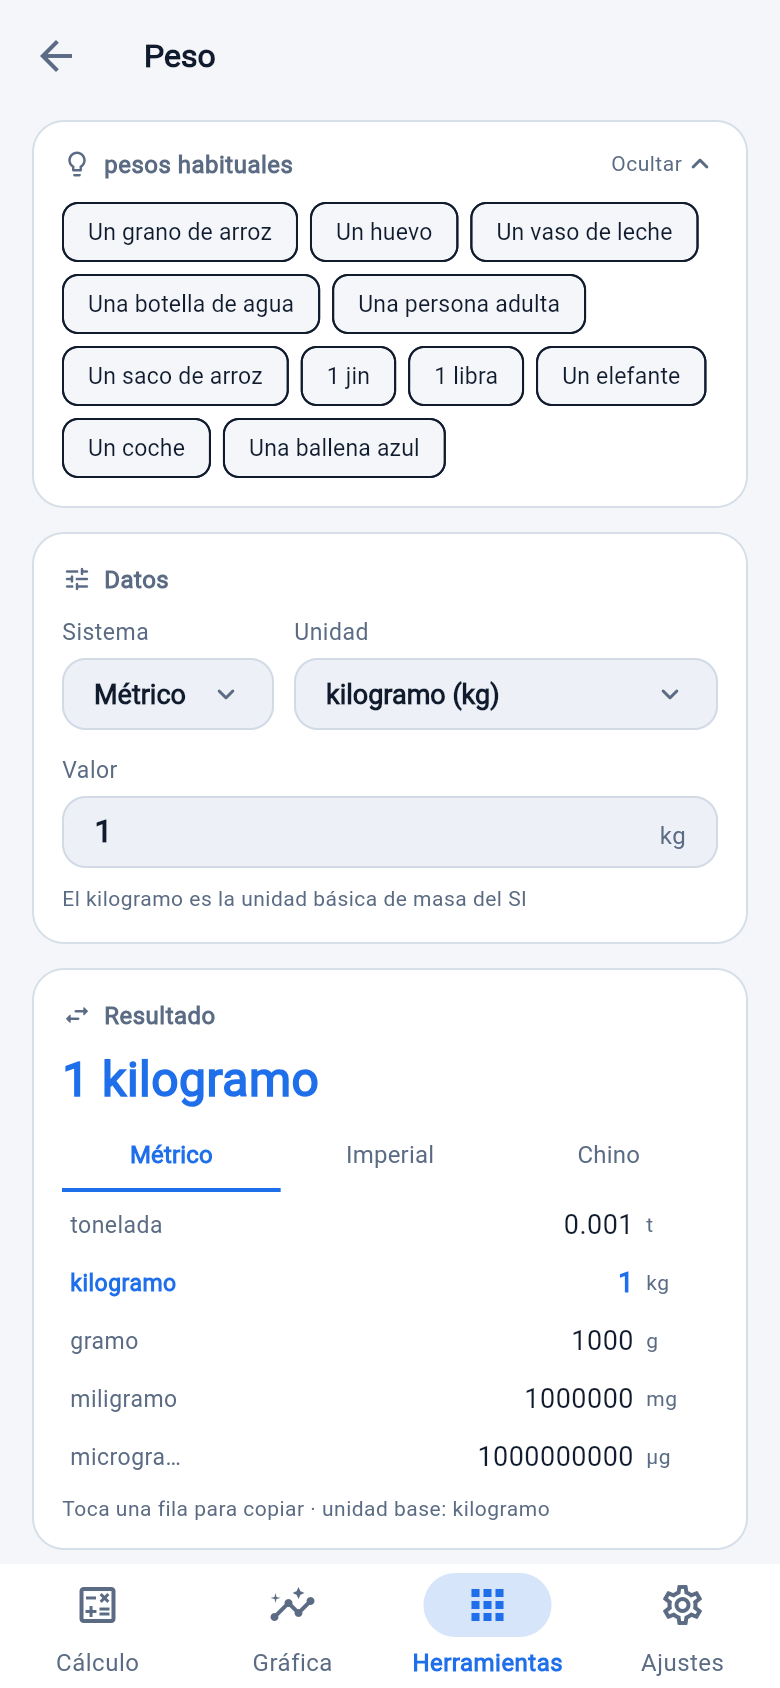 Peso
pesos habituales
Ocultar
Un grano de arroz
Un huevo
Un vaso de leche
Una botella de agua
Una persona adulta
Un saco de arroz
1 jin
1 libra
Un elefante
Un coche
Una ballena azul
Datos
Sistema
Unidad
Métrico
kilogramo (kg)
Valor
1 kg
El kilogramo es la unidad básica de masa del SI
Resultado
1 kilogramo
Métrico
Imperial
Chino
tonelada 0.001 t
kilogramo 1 kg
gramo 1000 g
miligramo 1000000 mg
microgra… 1000000000 µg
Toca una fila para copiar · unidad base: kilogramo
Cálculo
Gráfica
Herramientas
Ajustes